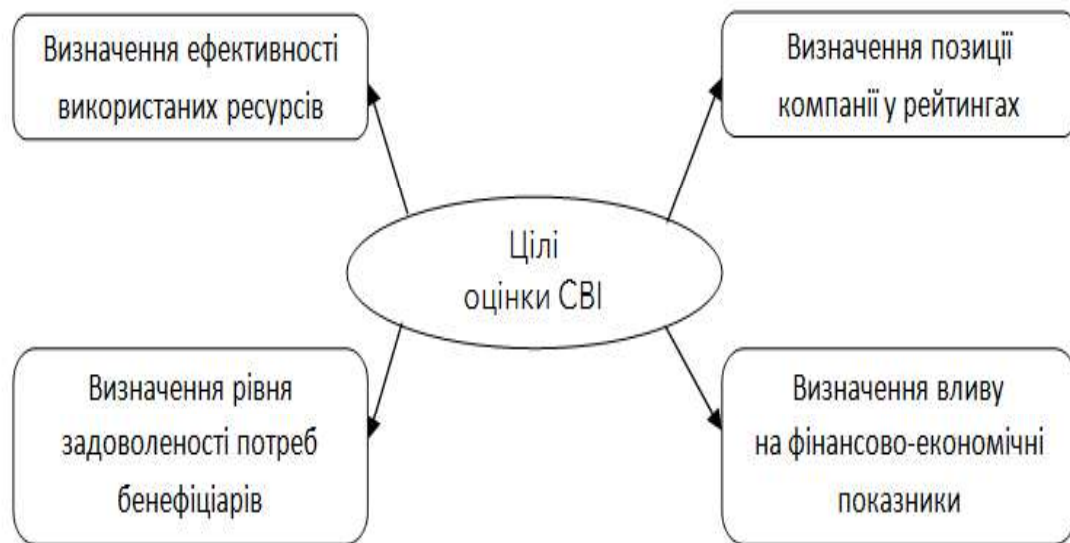 Визначення ефективності
використаних ресурсів
Визначення позиції
компанії у рейтингах
Цілі
оцінки СВІ
Визначення рівня
задоволеності потреб
бенефіціарів
Визначення вливу
на фінансово-економічні
показники